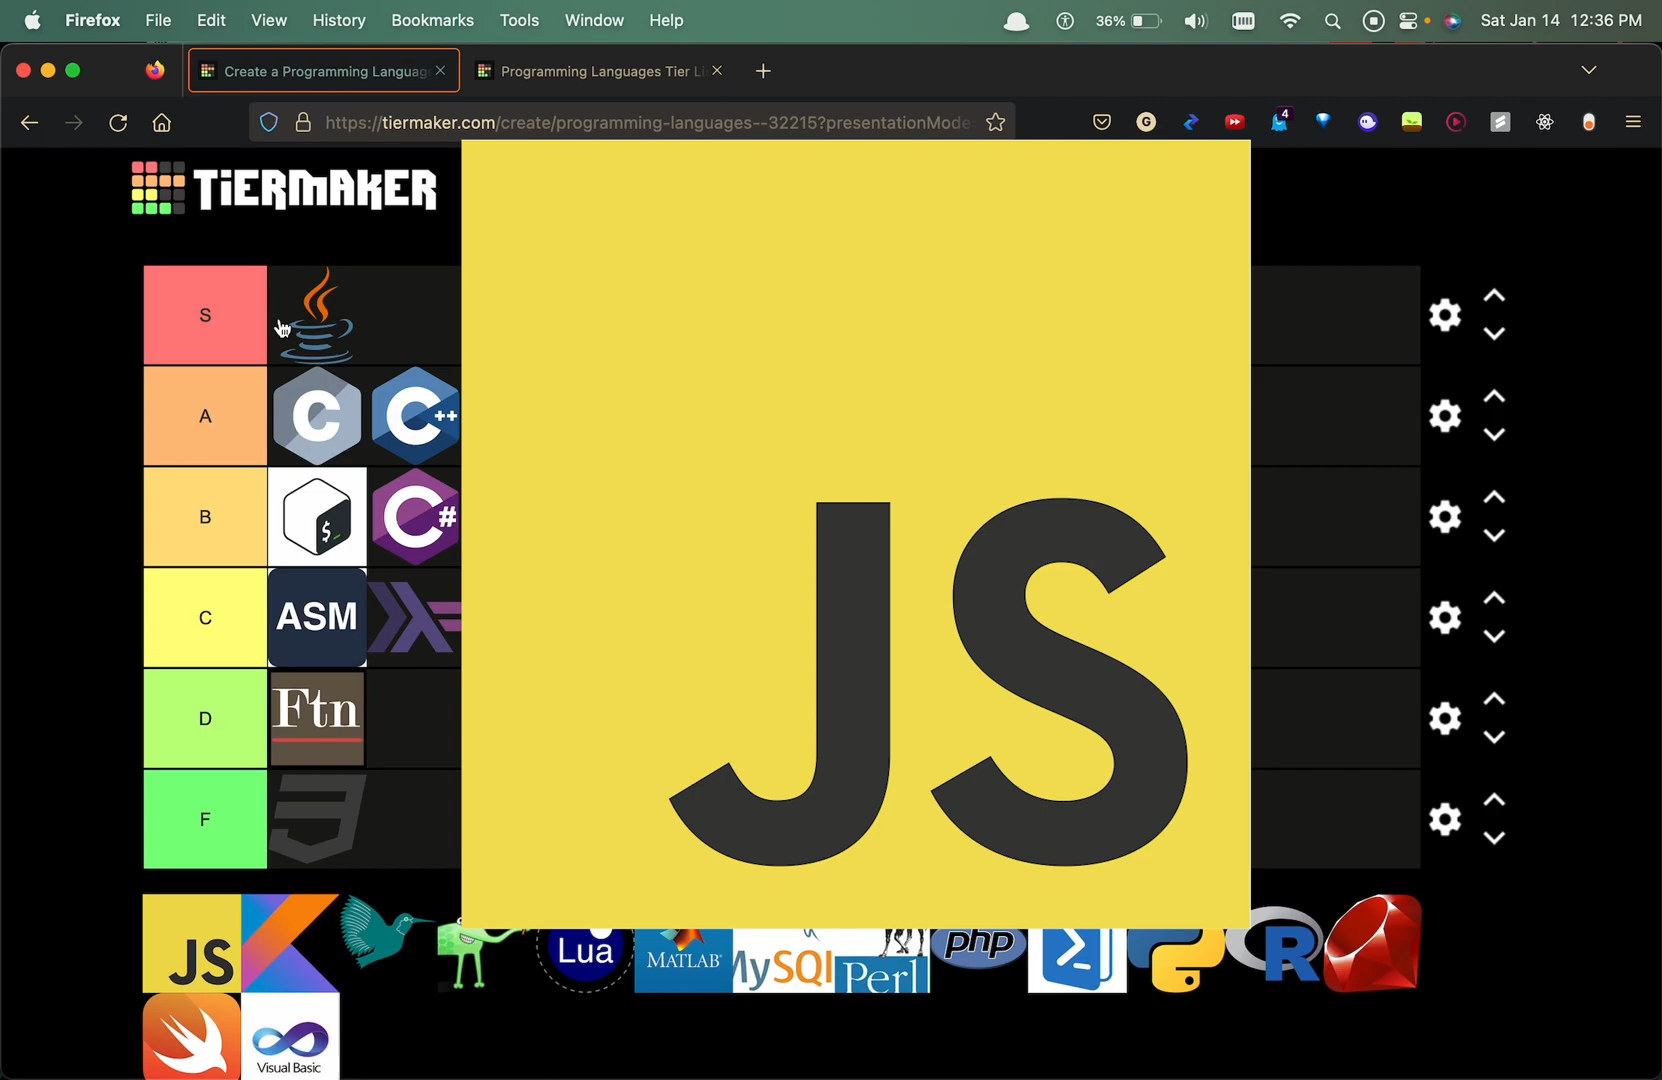 Firefox File Edit View History Bookmarks Tools Window Help 36% Sat Jan 14 12:36 PM
Create a Programming Languag
Programming Languages Tier Li
https://tiermaker.com/create/programming-languages--32215?presentationMode=
G
4
TiERMAKER
S
A C C++
B $_ C#
C ASM
D Ftn
F
JS
JS
Lua
MATLAB
MySQL
Perl
php
R
Visual Basic